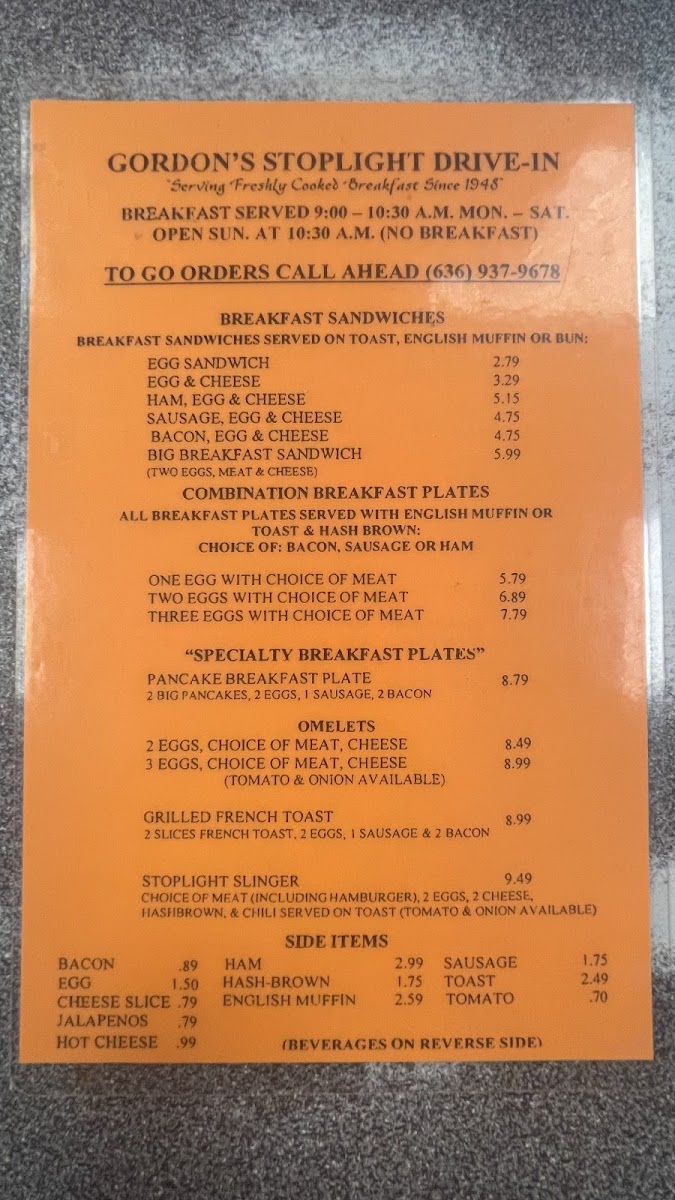 GORDON'S STOPLIGHT DRIVE-IN
"Serving Freshly Cooked Breakfast Since 1948"
BREAKFAST SERVED 9:00 – 10:30 A.M. MON. – SAT.
OPEN SUN. AT 10:30 A.M. (NO BREAKFAST)
TO GO ORDERS CALL AHEAD (636) 937-9678
BREAKFAST SANDWICHES
BREAKFAST SANDWICHES SERVED ON TOAST, ENGLISH MUFFIN OR BUN:
EGG SANDWICH 2.79
EGG & CHEESE 3.29
HAM, EGG & CHEESE 5.15
SAUSAGE, EGG & CHEESE 4.75
BACON, EGG & CHEESE 4.75
BIG BREAKFAST SANDWICH 5.99
(TWO EGGS, MEAT & CHEESE)
COMBINATION BREAKFAST PLATES
ALL BREAKFAST PLATES SERVED WITH ENGLISH MUFFIN OR
TOAST & HASH BROWN:
CHOICE OF: BACON, SAUSAGE OR HAM
ONE EGG WITH CHOICE OF MEAT 5.79
TWO EGGS WITH CHOICE OF MEAT 6.89
THREE EGGS WITH CHOICE OF MEAT 7.79
"SPECIALTY BREAKFAST PLATES"
PANCAKE BREAKFAST PLATE 8.79
2 BIG PANCAKES, 2 EGGS, 1 SAUSAGE, 2 BACON
OMELETS
2 EGGS, CHOICE OF MEAT, CHEESE 8.49
3 EGGS, CHOICE OF MEAT, CHEESE 8.99
(TOMATO & ONION AVAILABLE)
GRILLED FRENCH TOAST 8.99
2 SLICES FRENCH TOAST, 2 EGGS, 1 SAUSAGE & 2 BACON
STOPLIGHT SLINGER 9.49
CHOICE OF MEAT (INCLUDING HAMBURGER), 2 EGGS, 2 CHEESE,
HASHBROWN, & CHILI SERVED ON TOAST (TOMATO & ONION AVAILABLE)
SIDE ITEMS
BACON .89 HAM 2.99 SAUSAGE 1.75
EGG 1.50 HASH-BROWN 1.75 TOAST 2.49
CHEESE SLICE .79 ENGLISH MUFFIN 2.59 TOMATO .70
JALAPENOS .79
HOT CHEESE .99 (BEVERAGES ON REVERSE SIDE)